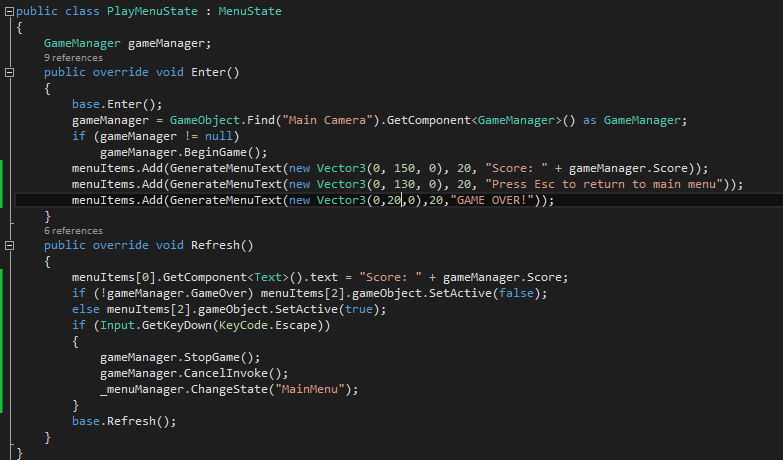 public class PlayMenuState : MenuState
{
    GameManager gameManager;
    9 references
    public override void Enter()
    {
        base.Enter();
        gameManager = GameObject.Find("Main Camera").GetComponent<GameManager>() as GameManager;
        if (gameManager != null)
            gameManager.BeginGame();
        menuItems.Add(GenerateMenuText(new Vector3(0, 150, 0), 20, "Score: " + gameManager.Score));
        menuItems.Add(GenerateMenuText(new Vector3(0, 130, 0), 20, "Press Esc to return to main menu"));
        menuItems.Add(GenerateMenuText(new Vector3(0,20,0),20,"GAME OVER!"));
    }
    6 references
    public override void Refresh()
    {
        menuItems[0].GetComponent<Text>().text = "Score: " + gameManager.Score;
        if (!gameManager.GameOver) menuItems[2].gameObject.SetActive(false);
        else menuItems[2].gameObject.SetActive(true);
        if (Input.GetKeyDown(KeyCode.Escape))
        {
            gameManager.StopGame();
            gameManager.CancelInvoke();
            _menuManager.ChangeState("MainMenu");
        }
        base.Refresh();
    }
}